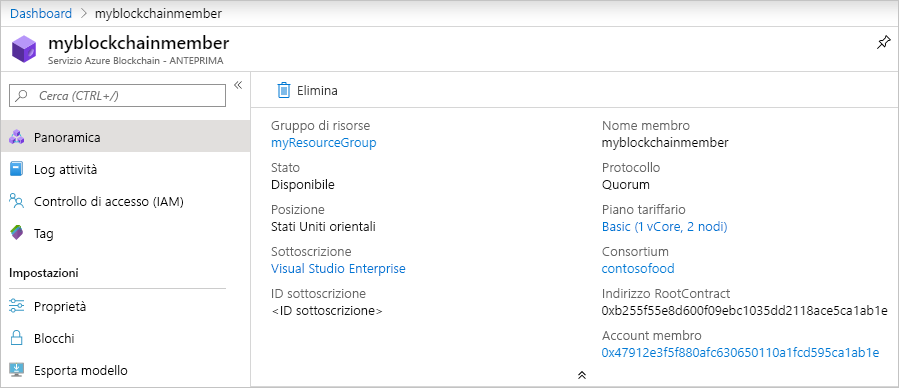 Dashboard > myblockchainmember
myblockchainmember
Servizio Azure Blockchain - ANTEPRIMA
Cerca (CTRL+/)
«
Panoramica
Log attività
Controllo di accesso (IAM)
Tag
Impostazioni
Proprietà
Blocchi
Esporta modello
Elimina
Gruppo di risorse
myResourceGroup
Stato
Disponibile
Posizione
Stati Uniti orientali
Sottoscrizione
Visual Studio Enterprise
ID sottoscrizione
<ID sottoscrizione>
Nome membro
myblockchainmember
Protocollo
Quorum
Piano tariffario
Basic (1 vCore, 2 nodi)
Consortium
contosofood
Indirizzo RootContract
0xb255f55e8d600f09ebc1035dd2118ace5ca1ab1e
Account membro
0x47912e3f5f880afc630650110a1fcd595ca1ab1e